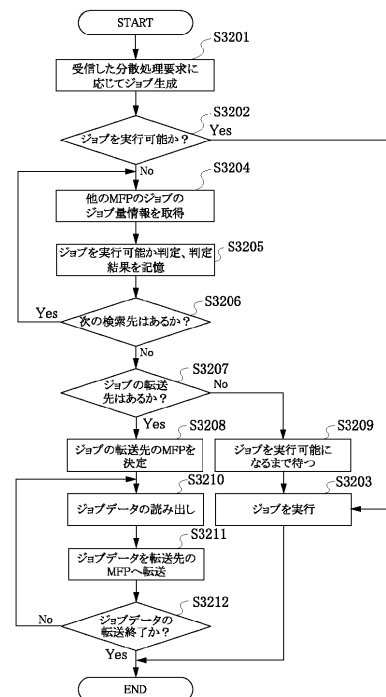 START
S3201
受信した分散処理要求に
応じてジョブ生成
S3202
ジョブを実行可能か？
Yes
No
S3204
他のMFPのジョブの
ジョブ量情報を取得
S3205
ジョブを実行可能か判定、判定
結果を記憶
S3206
Yes
次の検索先はあるか？
No
S3207
ジョブの転送
先はあるか？
No
Yes
S3208
S3209
ジョブの転送先のMFPを
決定
ジョブを実行可能に
なるまで待つ
S3210
S3203
ジョブデータの読み出し
ジョブを実行
S3211
ジョブデータを転送先の
MFPへ転送
S3212
No
ジョブデータの
転送終了か？
Yes
END